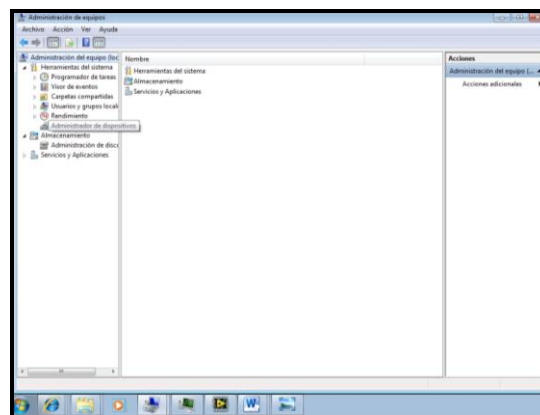 Administración de equipos
Archivo Acción Ver Ayuda
Administración del equipo (loc
Herramientas del sistema
Programador de tareas
Visor de eventos
Carpetas compartidas
Usuarios y grupos local
Rendimiento
Administrador de dispositivos
Almacenamiento
Administración de disc
Servicios y Aplicaciones
Nombre
Herramientas del sistema
Almacenamiento
Servicios y Aplicaciones
Acciones
Administración del equipo (...
Acciones adicionales